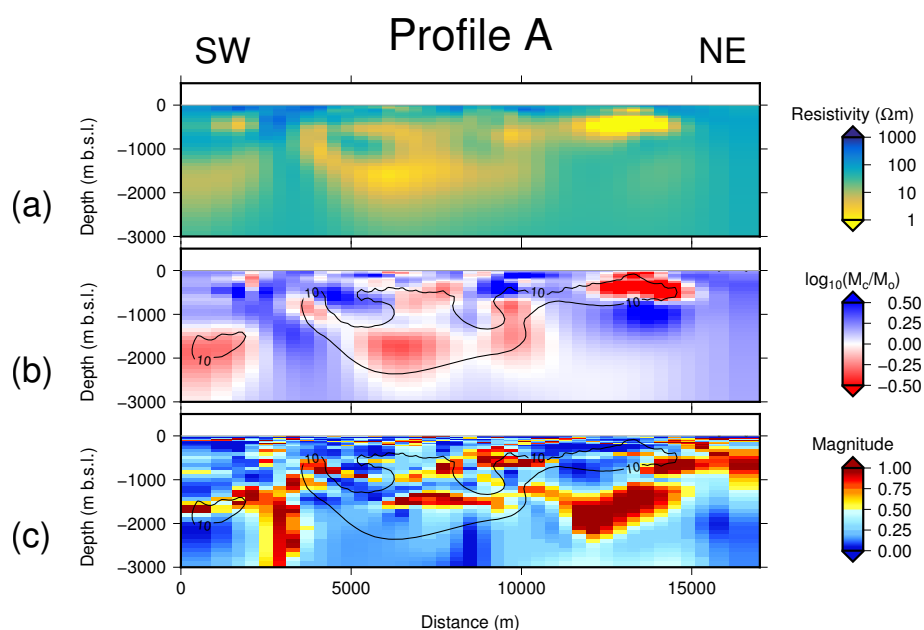 Profile A
SW
NE
(a)
Depth (m b.s.l.)
0
−1000
−2000
−3000
Resistivity (Ωm)
1000
100
10
1
(b)
Depth (m b.s.l.)
0
−1000
−2000
−3000
10
10
10
10
log10(Mc/Mo)
0.50
0.25
0.00
−0.25
−0.50
(c)
Depth (m b.s.l.)
0
−1000
−2000
−3000
10
10
10
10
Magnitude
1.00
0.75
0.50
0.25
0.00
0 5000 10000 15000
Distance (m)